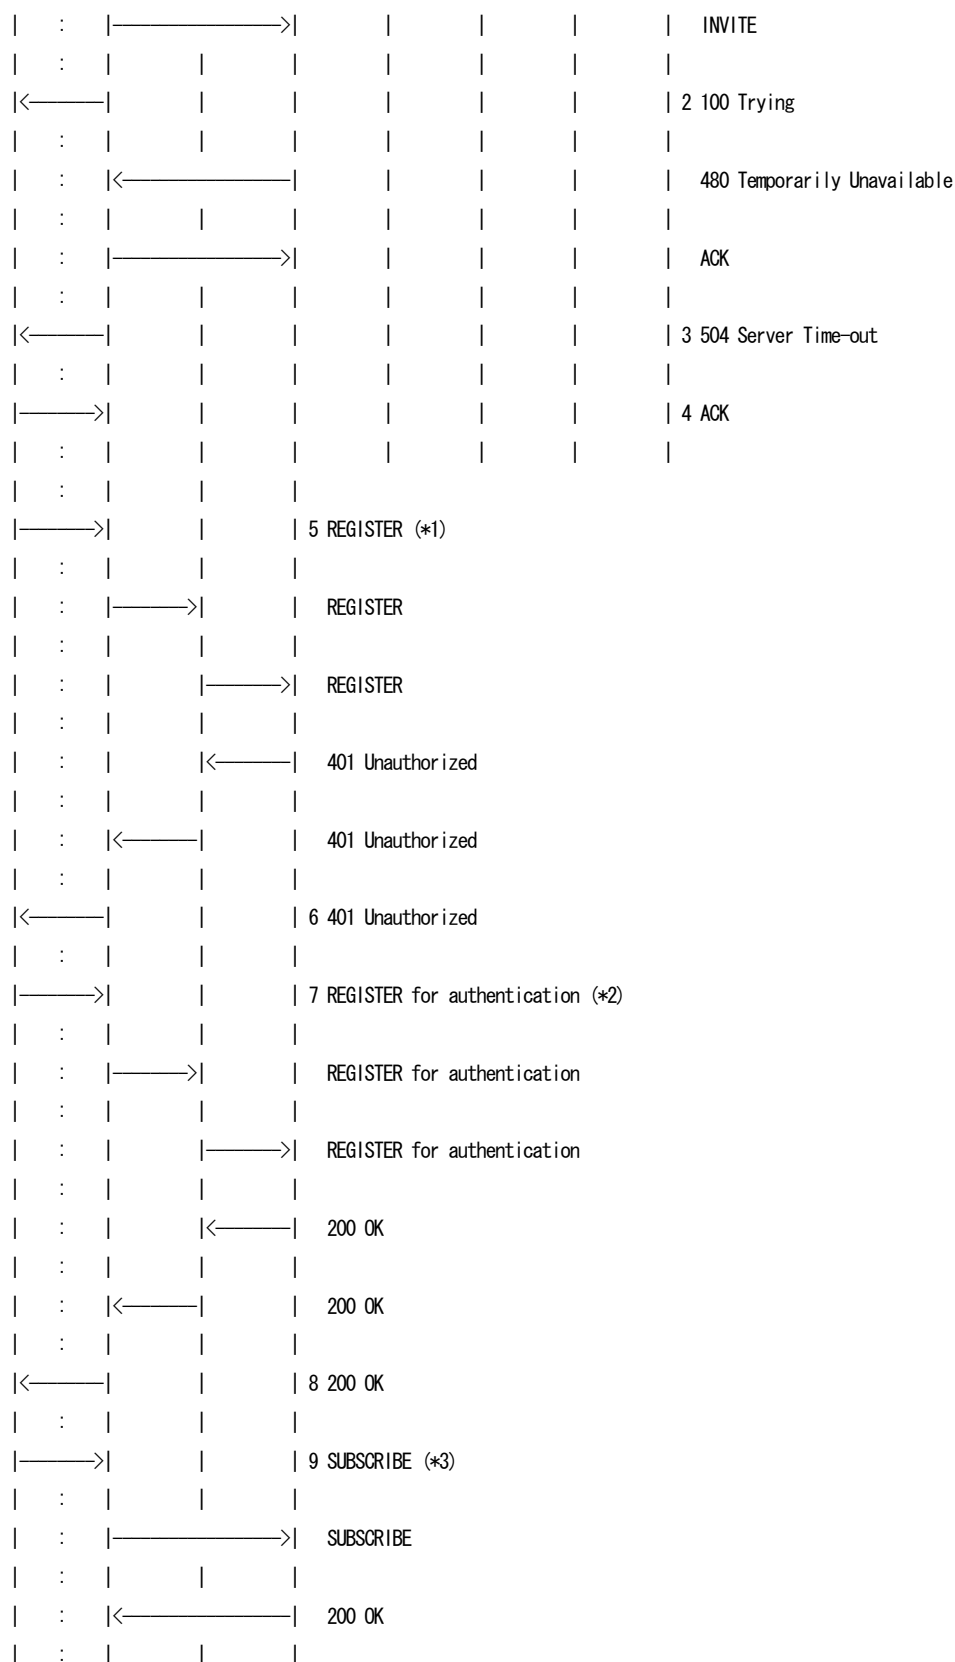 INVITE
2 100 Trying
480 Temporarily Unavailable
ACK
3 504 Server Time-out
4 ACK
5 REGISTER (*1)
REGISTER
REGISTER
401 Unauthorized
401 Unauthorized
6 401 Unauthorized
7 REGISTER for authentication (*2)
REGISTER for authentication
REGISTER for authentication
200 OK
200 OK
8 200 OK
9 SUBSCRIBE (*3)
SUBSCRIBE
200 OK